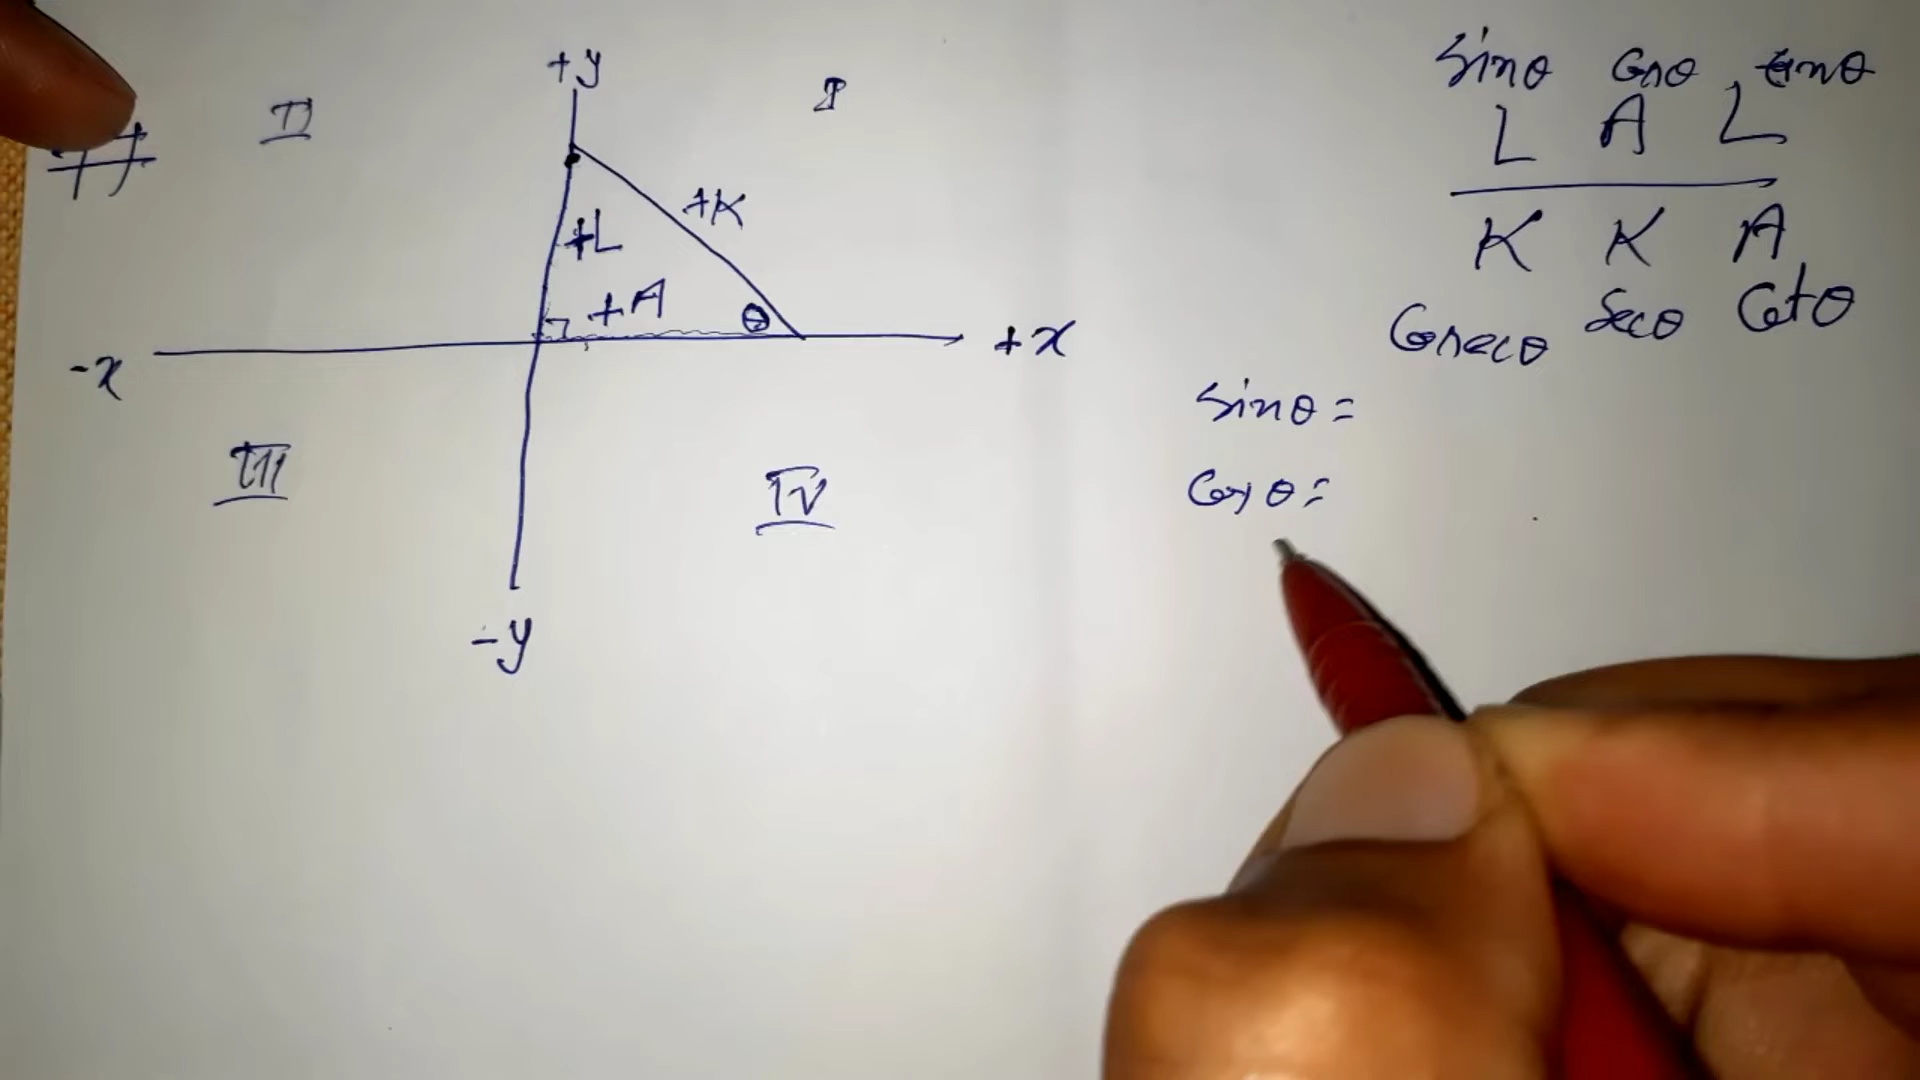 +y
II
I
+K
+L
+A
θ
-x
+x
III
IV
-y
sinθ cosθ tanθ
L A L
K K A
Cosecθ Secθ Cotθ
sinθ=
cosθ=